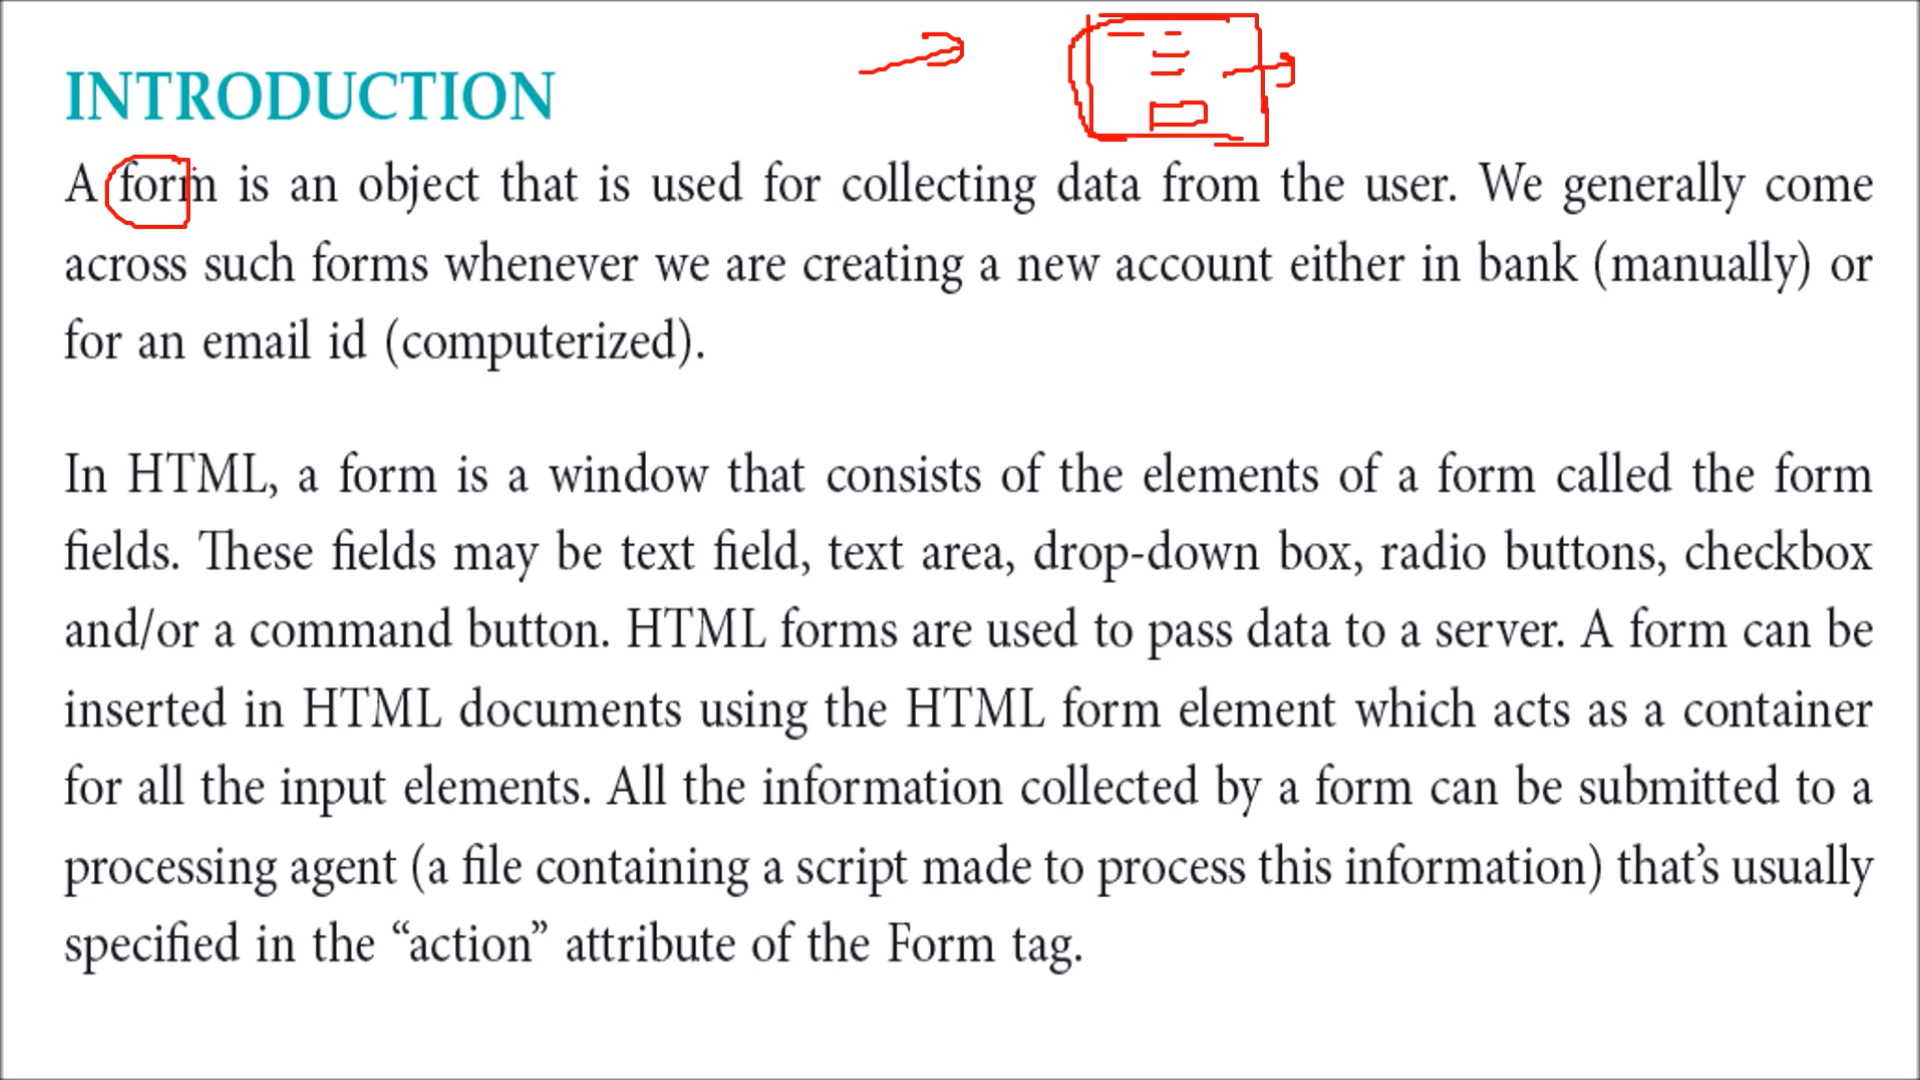 INTRODUCTION
A form is an object that is used for collecting data from the user. We generally come
across such forms whenever we are creating a new account either in bank (manually) or
for an email id (computerized).
In HTML, a form is a window that consists of the elements of a form called the form
fields. These fields may be text field, text area, drop-down box, radio buttons, checkbox
and/or a command button. HTML forms are used to pass data to a server. A form can be
inserted in HTML documents using the HTML form element which acts as a container
for all the input elements. All the information collected by a form can be submitted to a
processing agent (a file containing a script made to process this information) that’s usually
specified in the “action” attribute of the Form tag.